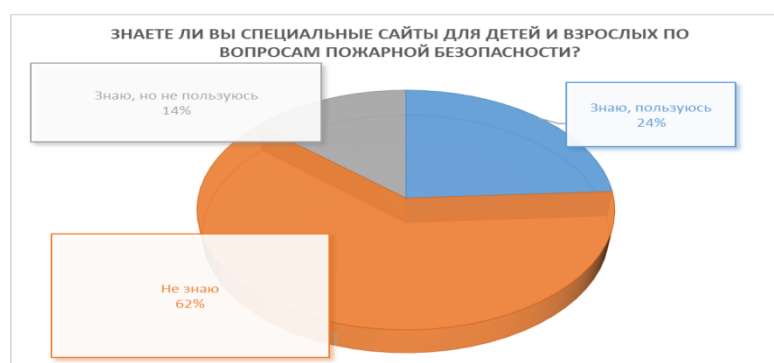 ЗНАЕТЕ ЛИ ВЫ СПЕЦИАЛЬНЫЕ САЙТЫ ДЛЯ ДЕТЕЙ И ВЗРОСЛЫХ ПО
ВОПРОСАМ ПОЖАРНОЙ БЕЗОПАСНОСТИ?
Знаю, но не пользуюсь
14%
Знаю, пользуюсь
24%
Не знаю
62%